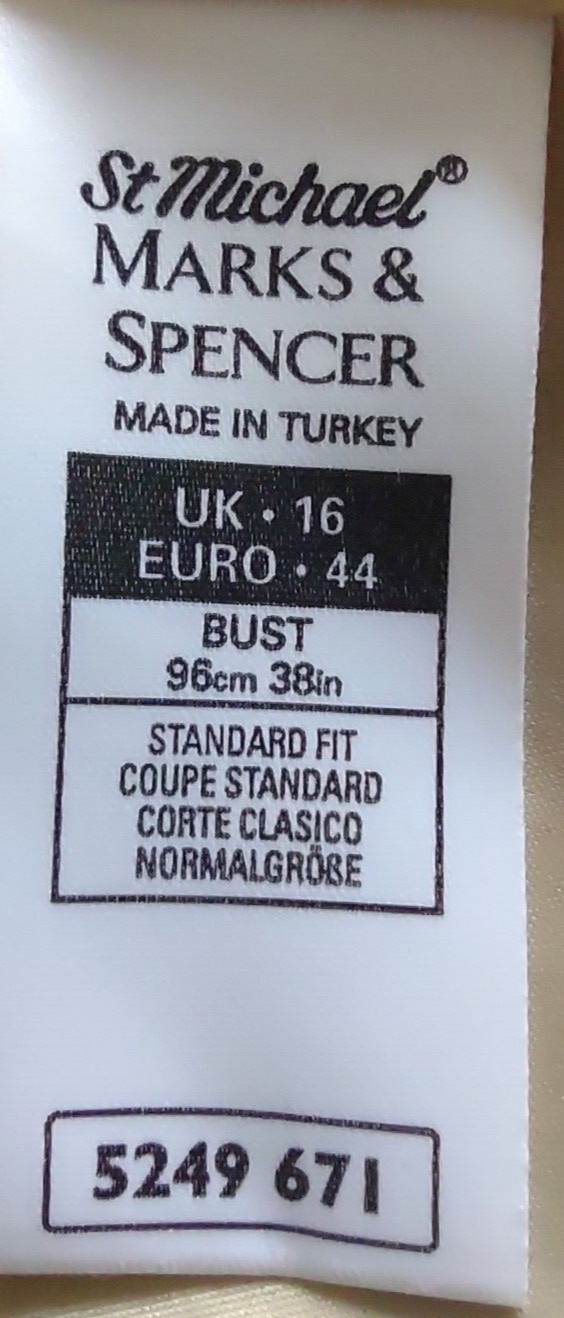 St Michael®
MARKS &
SPENCER
MADE IN TURKEY
UK • 16
EURO • 44
BUST
96cm 38in
STANDARD FIT
COUPE STANDARD
CORTE CLASICO
NORMALGRÖßE
5249 671